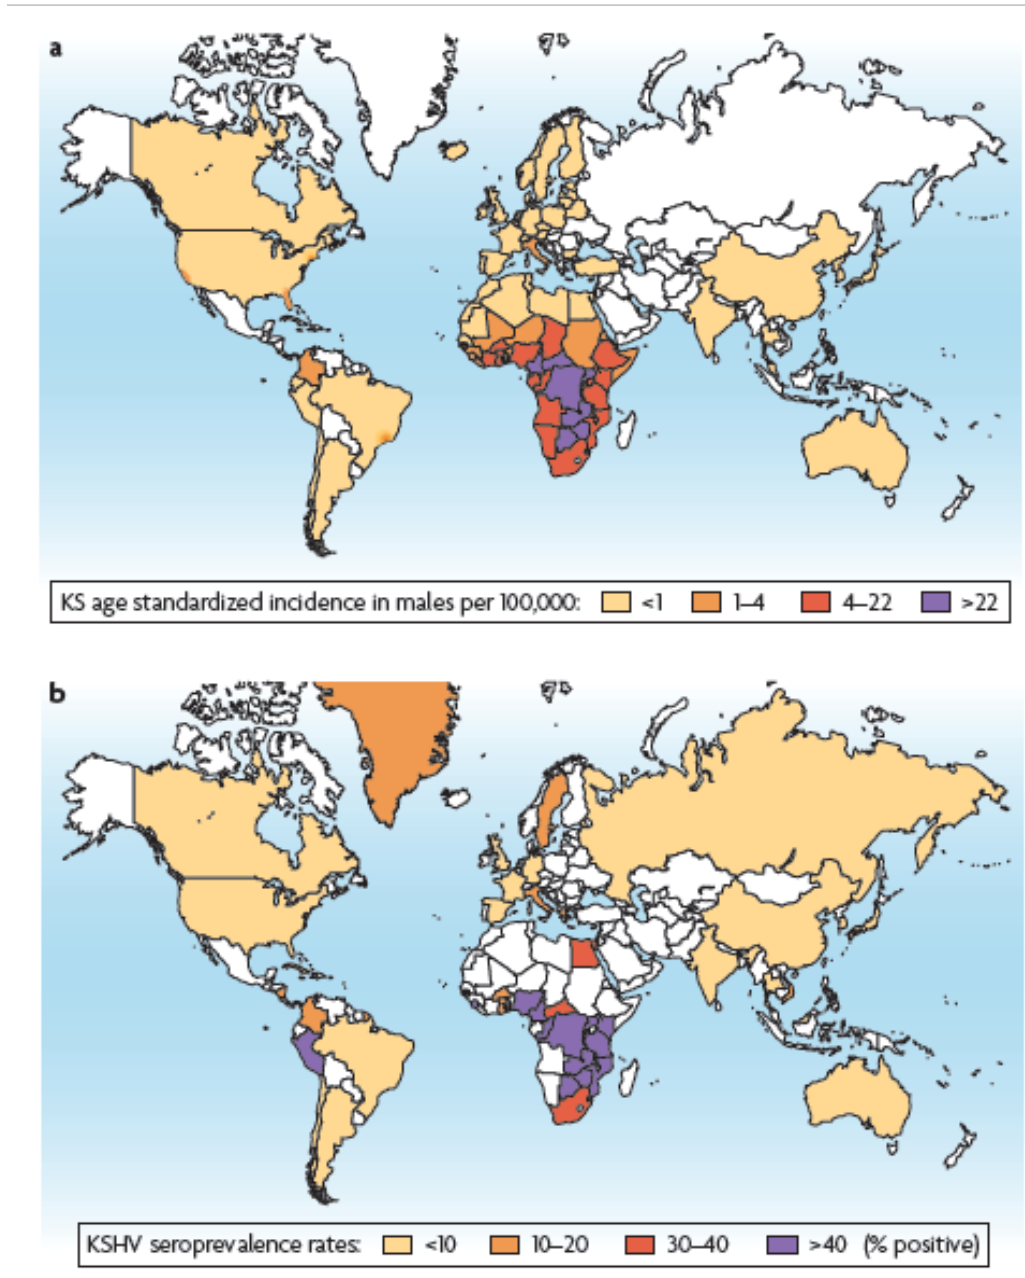 a
KS age standardized incidence in males per 100,000: <1 1–4 4–22 >22
b
KSHV seroprevalence rates: <10 10–20 30–40 >40 (% positive)